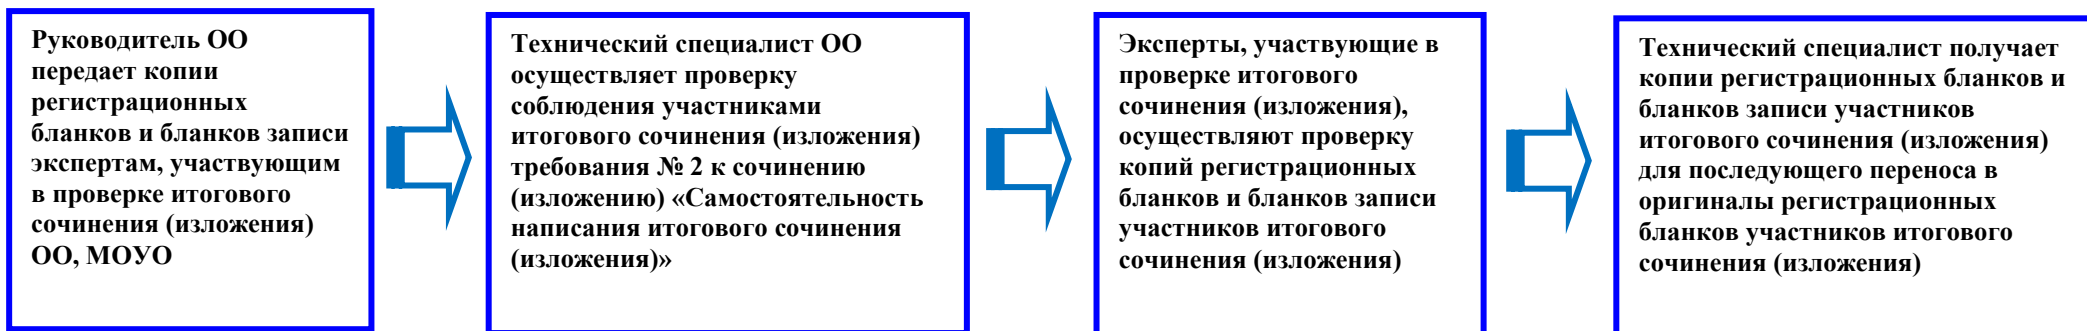 Руководитель ОО
передает копии
регистрационных
бланков и бланков записи
экспертам, участвующим
в проверке итогового
сочинения (изложения)
ОО, МОУО
Технический специалист ОО
осуществляет проверку
соблюдения участниками
итогового сочинения (изложения)
требования № 2 к сочинению
(изложению) «Самостоятельность
написания итогового сочинения
(изложения)»
Эксперты, участвующие в
проверке итогового
сочинения (изложения),
осуществляют проверку
копий регистрационных
бланков и бланков записи
участников итогового
сочинения (изложения)
Технический специалист получает
копии регистрационных бланков и
бланков записи участников
итогового сочинения (изложения)
для последующего переноса в
оригиналы регистрационных
бланков участников итогового
сочинения (изложения)